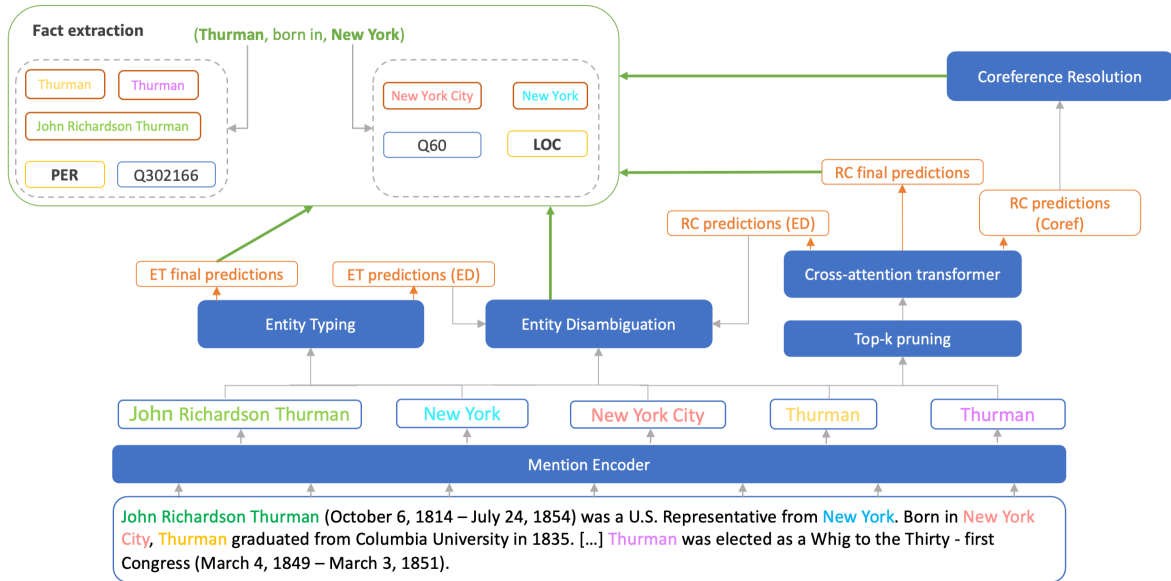 Fact extraction
(Thurman, born in, New York)
Thurman
Thurman
John Richardson Thurman
PER
Q302166
New York City
New York
Q60
LOC
Coreference Resolution
RC final predictions
RC predictions
(Coref)
RC predictions (ED)
ET final predictions
ET predictions (ED)
Cross-attention transformer
Entity Typing
Entity Disambiguation
Top-k pruning
John Richardson Thurman
New York
New York City
Thurman
Thurman
Mention Encoder
John Richardson Thurman (October 6, 1814 – July 24, 1854) was a U.S. Representative from New York. Born in New York
City, Thurman graduated from Columbia University in 1835. […] Thurman was elected as a Whig to the Thirty - first
Congress (March 4, 1849 – March 3, 1851).